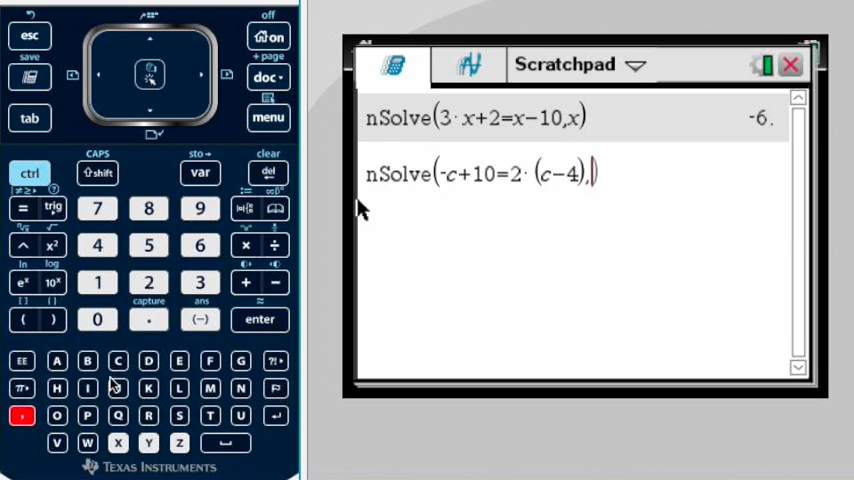 off
esc
on
+ page
save
doc
tab
menu
CAPS
sto→
clear
ctrl
⇧shift
var
del
= trig 7 8 9
^ x² 4 5 6 × ÷
ln log
eˣ 10ˣ 1 2 3 + −
[ ] { } capture ans ≈
( ) 0 . (−) enter
EE A B C D E F G ?!▸
π▸ H I K L M N
, O P Q R S T U ↵
V W X Y Z
TEXAS INSTRUMENTS
Scratchpad
nSolve(3·x+2=x−10,x) -6.
nSolve(-c+10=2·(c−4),)